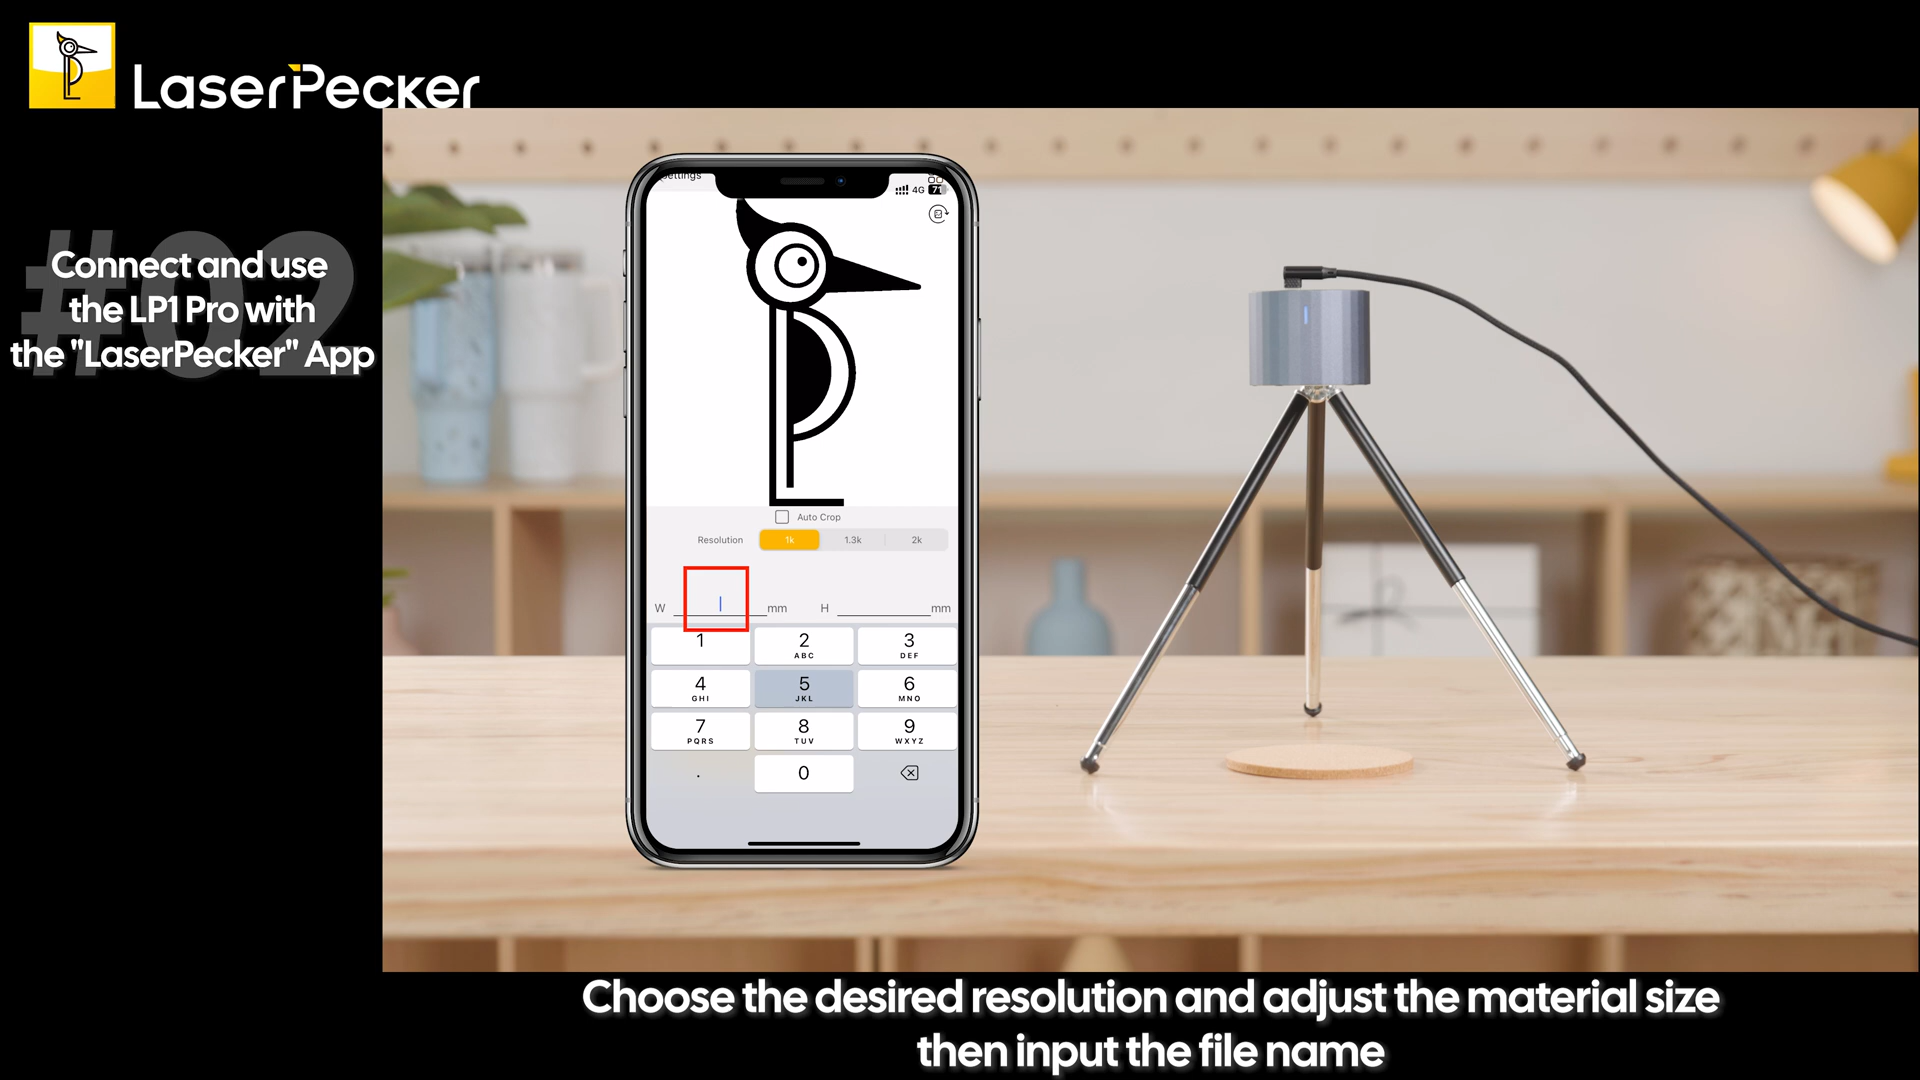 LaserPecker
#02
Connect and use
the LP1 Pro with
the "LaserPecker" App
4G 71
Auto Crop
Resolution 1k 1.3k 2k
W mm H mm
1 2 3
ABC DEF
4 5 6
GHI JKL MNO
7 8 9
PQRS TUV WXYZ
. 0
Choose the desired resolution and adjust the material size
then input the file name